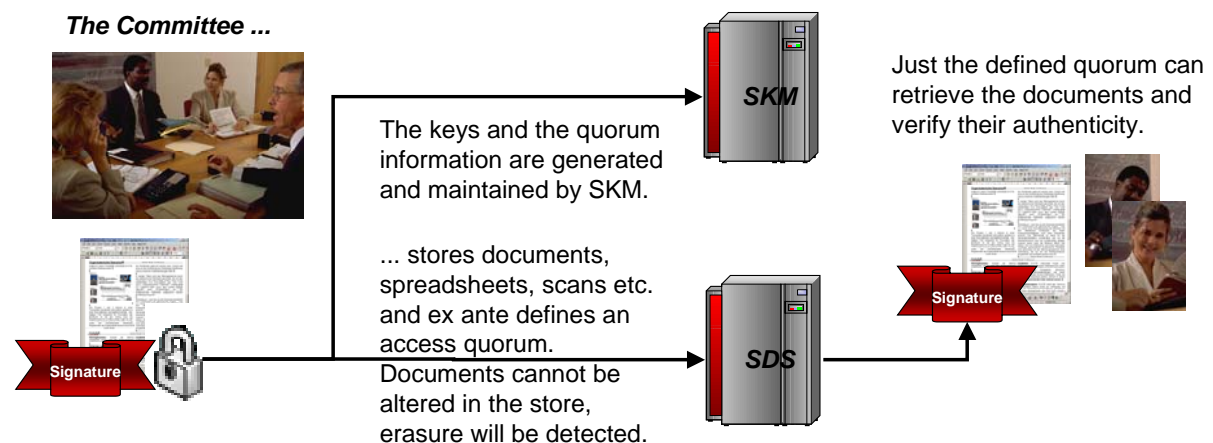 The Committee ...
SKM
The keys and the quorum
information are generated
and maintained by SKM.
... stores documents,
spreadsheets, scans etc.
and ex ante defines an
access quorum.
Documents cannot be
altered in the store,
erasure will be detected.
Signature
SDS
Just the defined quorum can
retrieve the documents and
verify their authenticity.
Signature